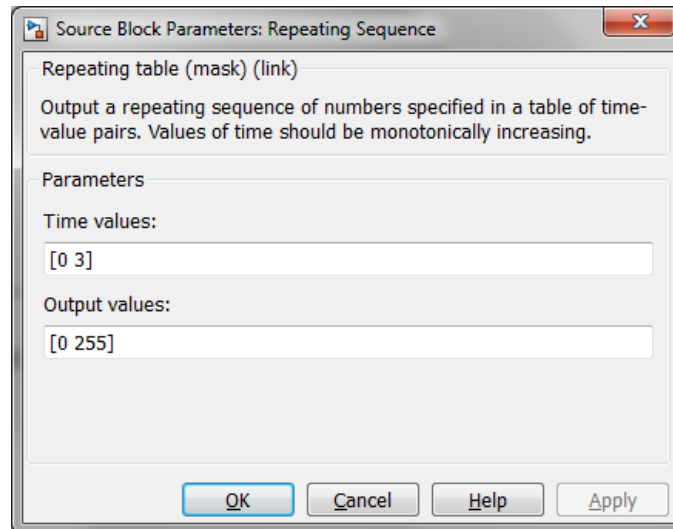 Source Block Parameters: Repeating Sequence
Repeating table (mask) (link)
Output a repeating sequence of numbers specified in a table of time-
value pairs. Values of time should be monotonically increasing.
Parameters
Time values:
[0 3]
Output values:
[0 255]
OK Cancel Help Apply